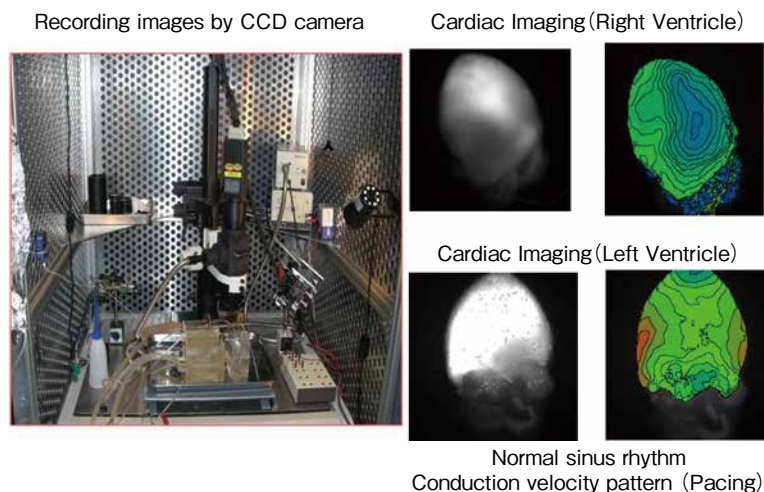 Recording images by CCD camera
Cardiac Imaging (Right Ventricle)
Cardiac Imaging (Left Ventricle)
Normal sinus rhythm
Conduction velocity pattern (Pacing)